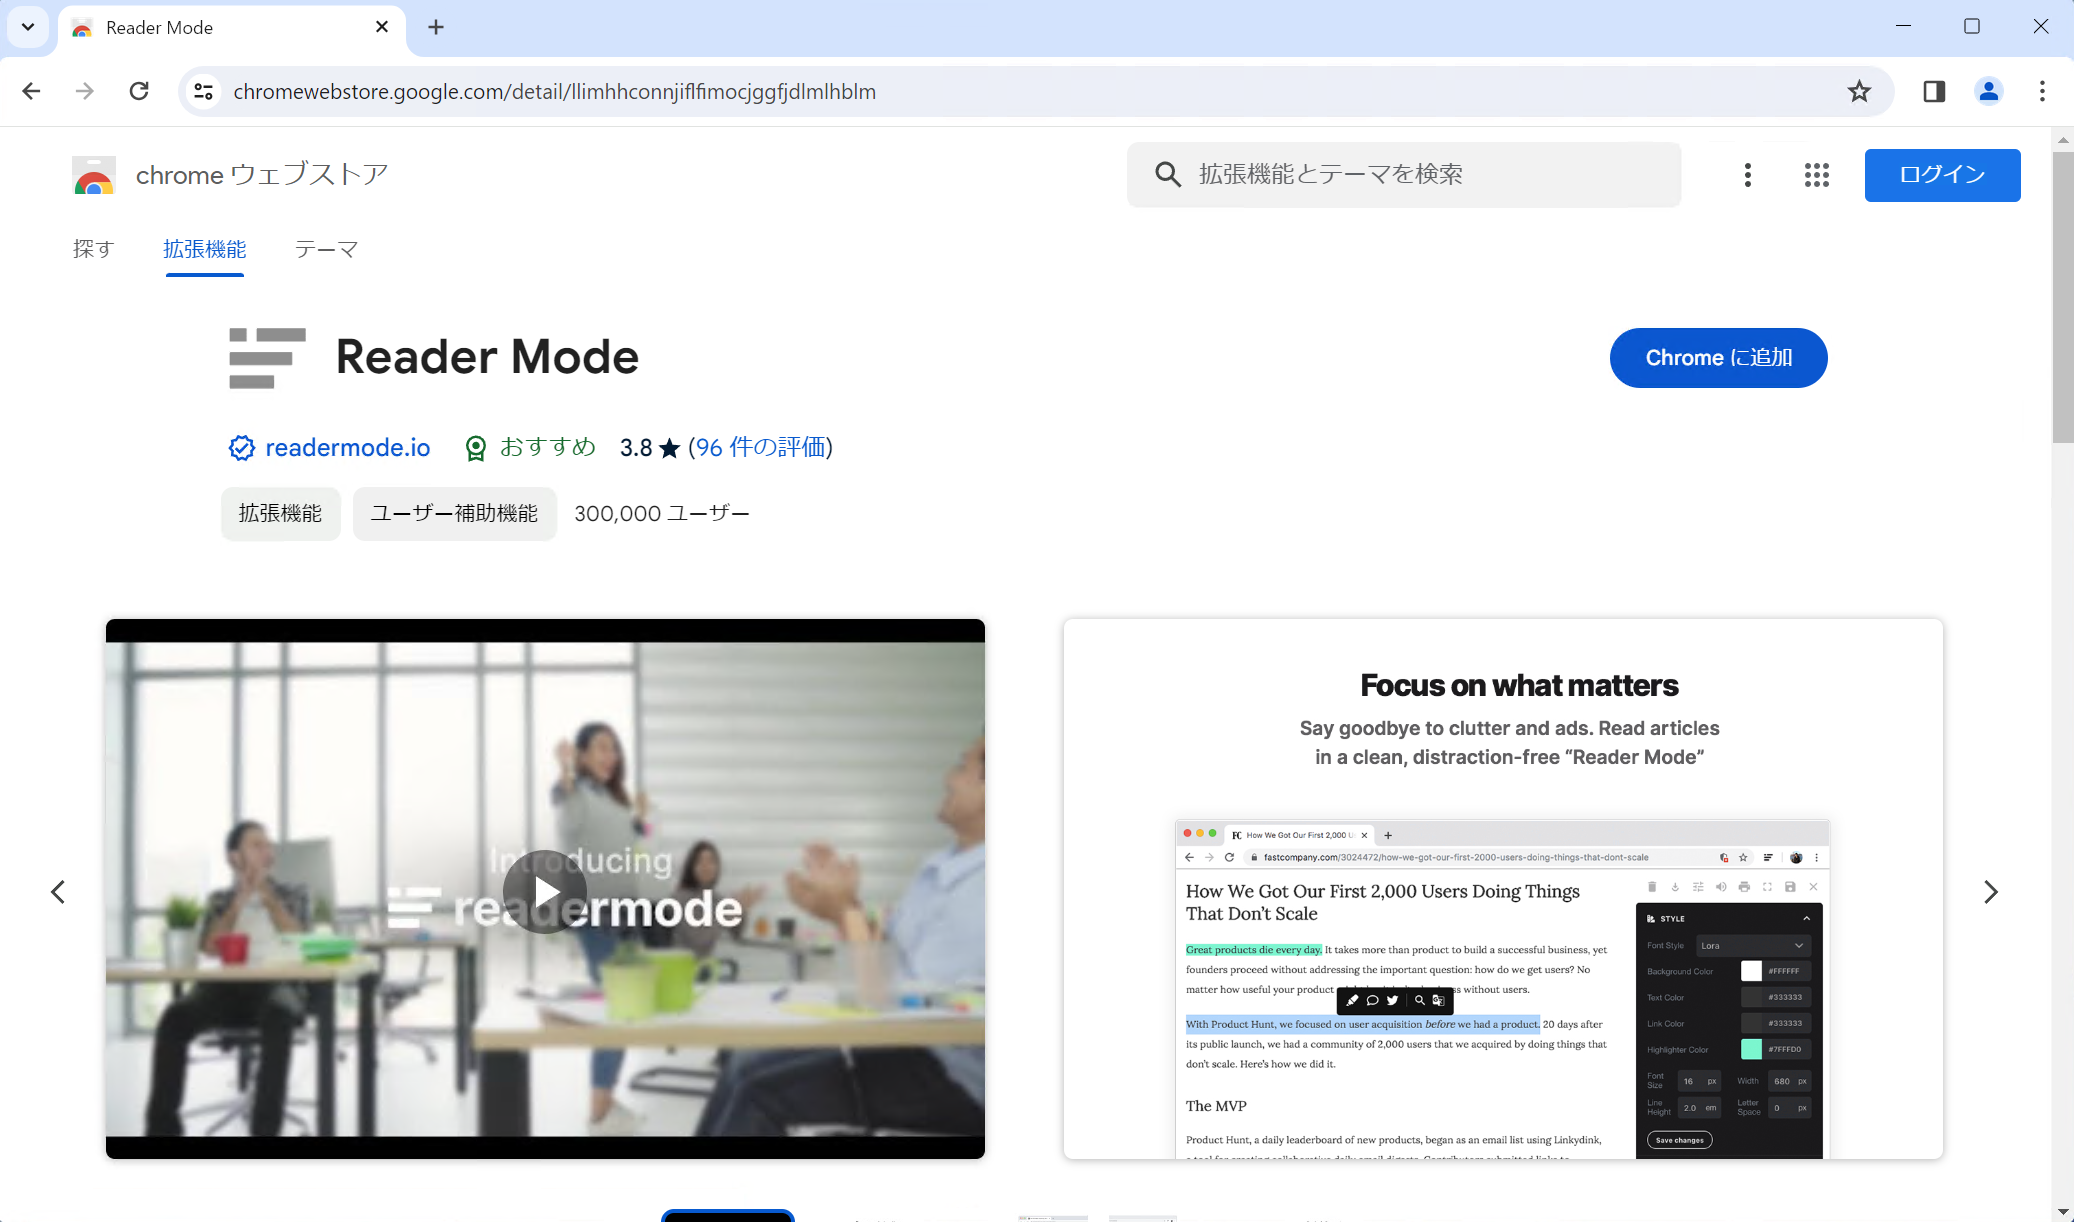 Reader Mode
chromewebstore.google.com/detail/llimhhconnjiflfimocjggfjdlmlhblm
chrome ウェブストア
拡張機能とテーマを検索
ログイン
探す 拡張機能 テーマ
Reader Mode
Chrome に追加
readermode.io おすすめ 3.8 ★ (96 件の評価)
拡張機能 ユーザー補助機能 300,000 ユーザー
Introducing
readermode
Focus on what matters
Say goodbye to clutter and ads. Read articles
in a clean, distraction-free “Reader Mode”
FC How We Got Our First 2,000 U
fastcompany.com/3024472/how-we-got-our-first-2000-users-doing-things-that-dont-scale
How We Got Our First 2,000 Users Doing Things
That Don’t Scale
Great products die every day. It takes more than product to build a successful business, yet
founders proceed without addressing the important question: how do we get users? No
matter how useful your product
ss without users.
With Product Hunt, we focused on user acquisition before we had a product. 20 days after
its public launch, we had a community of 2,000 users that we acquired by doing things that
don’t scale. Here’s how we did it.
The MVP
Product Hunt, a daily leaderboard of new products, began as an email list using Linkydink,
STYLE
Font Style Lora
Background Color #FFFFFF
Text Color #333333
Link Color #333333
Highlighter Color #7FFFD0
Font Size 16 px Width 680 px
Line Height 2.0 em Letter Space 0 px
Save changes